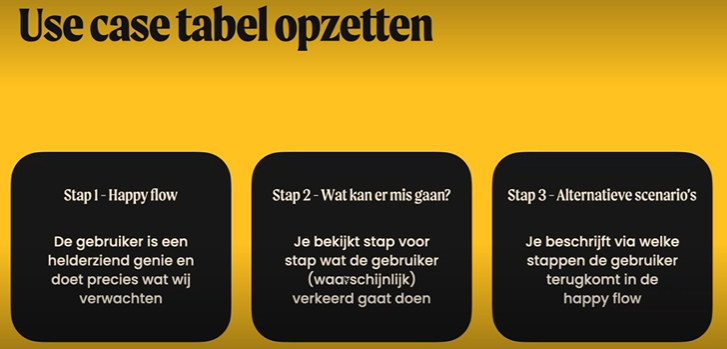 Use case tabel opzetten
Stap 1 - Happy flow
De gebruiker is een
helderziend genie en
doet precies wat wij
verwachten
Stap 2 - Wat kan er mis gaan?
Je bekijkt stap voor
stap wat de gebruiker
(waarschijnlijk)
verkeerd gaat doen
Stap 3 - Alternatieve scenario's
Je beschrijft via welke
stappen de gebruiker
terugkomt in de
happy flow